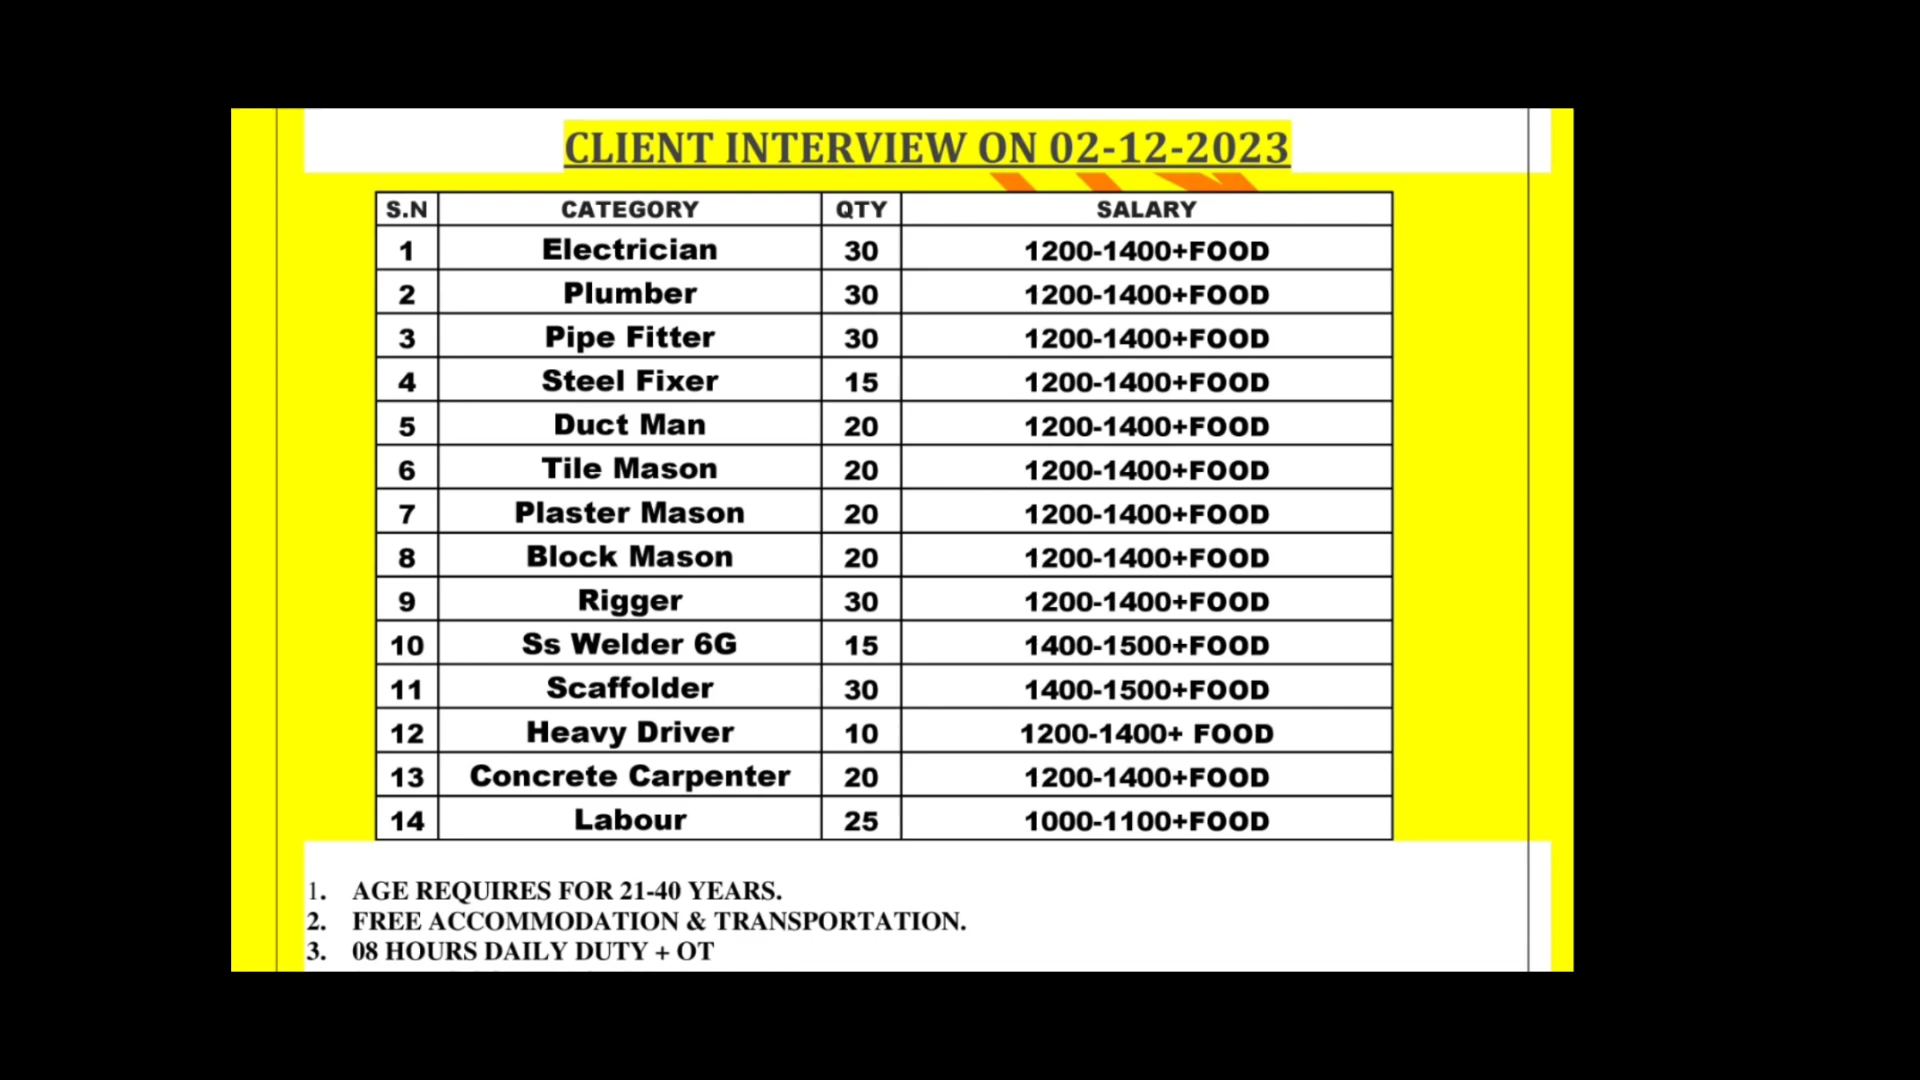 CLIENT INTERVIEW ON 02-12-2023
S.N CATEGORY QTY SALARY
1 Electrician 30 1200-1400+FOOD
2 Plumber 30 1200-1400+FOOD
3 Pipe Fitter 30 1200-1400+FOOD
4 Steel Fixer 15 1200-1400+FOOD
5 Duct Man 20 1200-1400+FOOD
6 Tile Mason 20 1200-1400+FOOD
7 Plaster Mason 20 1200-1400+FOOD
8 Block Mason 20 1200-1400+FOOD
9 Rigger 30 1200-1400+FOOD
10 Ss Welder 6G 15 1400-1500+FOOD
11 Scaffolder 30 1400-1500+FOOD
12 Heavy Driver 10 1200-1400+ FOOD
13 Concrete Carpenter 20 1200-1400+FOOD
14 Labour 25 1000-1100+FOOD
1. AGE REQUIRES FOR 21-40 YEARS.
2. FREE ACCOMMODATION & TRANSPORTATION.
3. 08 HOURS DAILY DUTY + OT